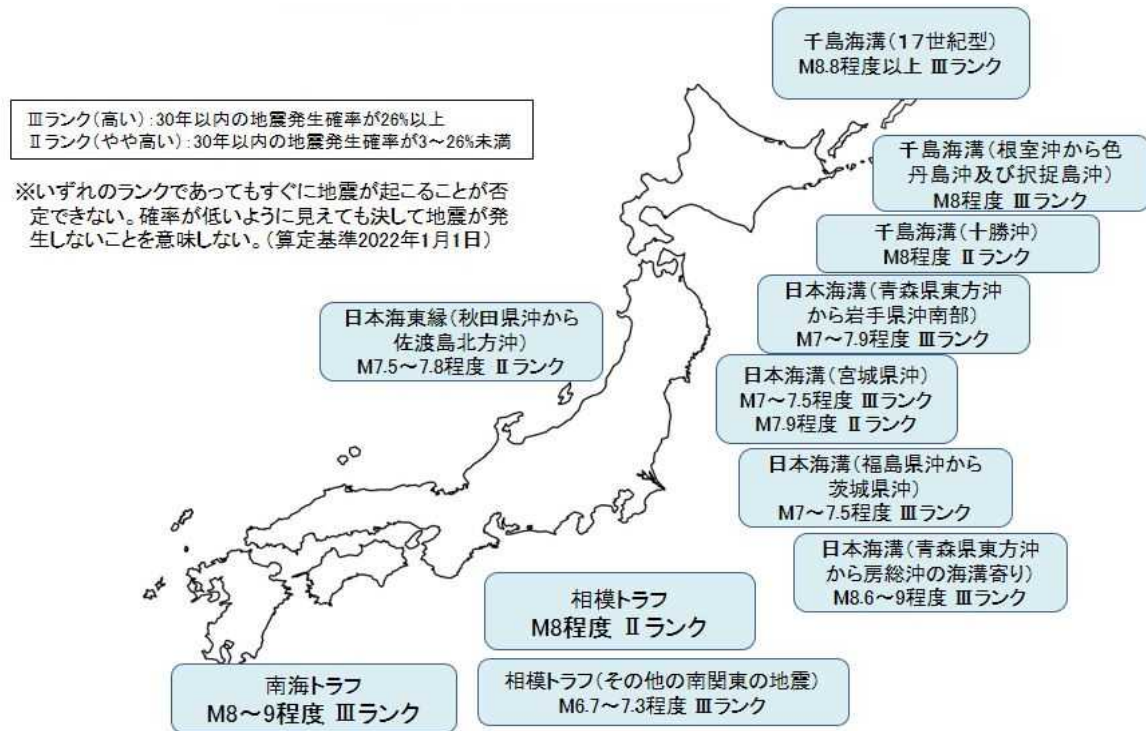 千島海溝(17世紀型)
M8.8程度以上 Ⅲランク
Ⅲランク(高い):30年以内の地震発生確率が26%以上
Ⅱランク(やや高い):30年以内の地震発生確率が3~26%未満
千島海溝(根室沖から色
丹島沖及び択捉島沖)
M8程度 Ⅲランク
※いずれのランクであってもすぐに地震が起こることが否
定できない。確率が低いように見えても決して地震が発
生しないことを意味しない。(算定基準2022年1月1日)
千島海溝(十勝沖)
M8程度 Ⅱランク
日本海溝(青森県東方沖
から岩手県沖南部)
M7~7.9程度 Ⅲランク
日本海東縁(秋田県沖から
佐渡島北方沖)
M7.5~7.8程度 Ⅱランク
日本海溝(宮城県沖)
M7~7.5程度 Ⅲランク
M7.9程度 Ⅱランク
日本海溝(福島県沖から
茨城県沖)
M7~7.5程度 Ⅲランク
日本海溝(青森県東方沖
から房総沖の海溝寄り)
M8.6~9程度 Ⅲランク
相模トラフ
M8程度 Ⅱランク
相模トラフ(その他の南関東の地震)
M6.7~7.3程度 Ⅲランク
南海トラフ
M8~9程度 Ⅲランク